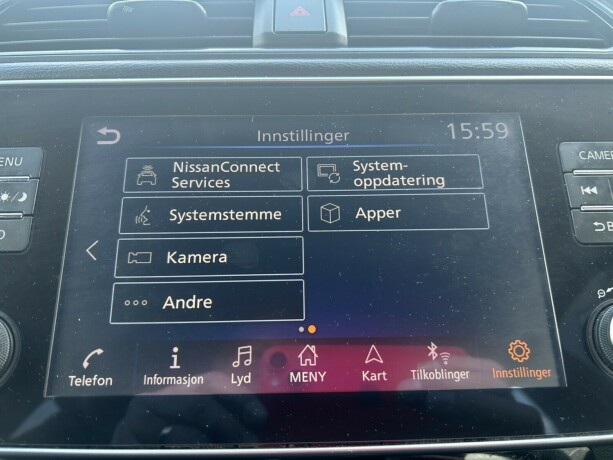 Innstillinger
15:59
NissanConnect
Services
System-
oppdatering
Systemstemme
Apper
Kamera
Andre
Telefon
Informasjon
Lyd
MENY
Kart
Tilkoblinger
Innstillinger
ENU
CAMER